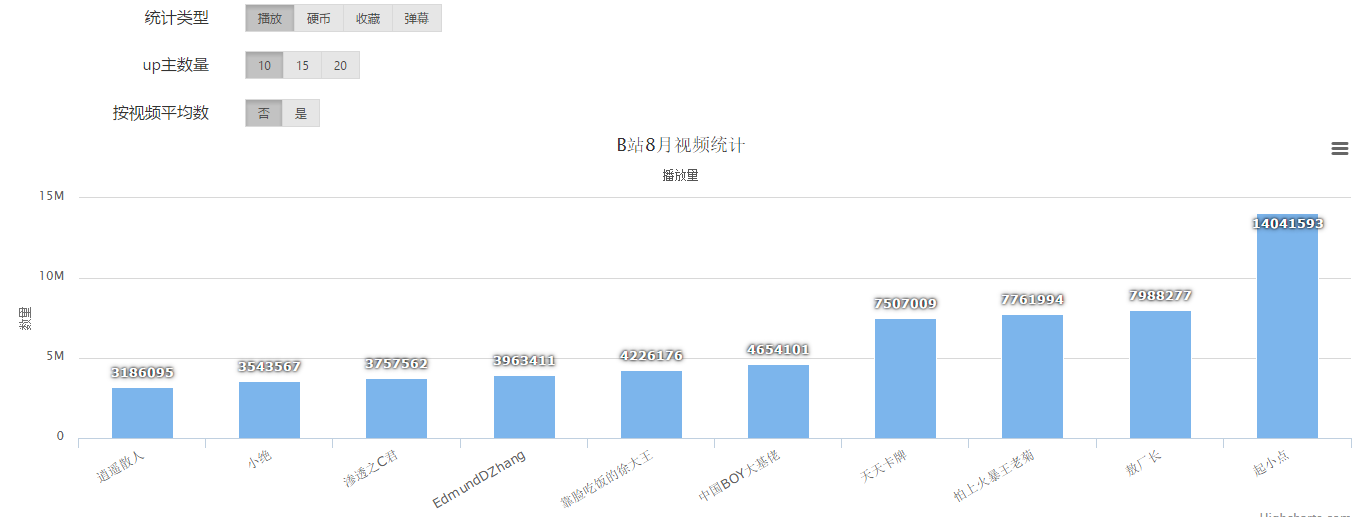 统计类型 播放 硬币 收藏 弹幕
up主数量 10 15 20
按视频平均数 否 是
B站8月视频统计
播放量
数量
15M
10M
5M
0
3186095
3543567
3757562
3963411
4226176
4654101
7507009
7761994
7988277
14041593
逍遥散人
小绝
渗透之C君
EdmundDZhang
靠脸吃饭的徐大王
中国BOY大基佬
天天卡牌
怕上火暴王老菊
敖厂长
起小点
Highcharts.com